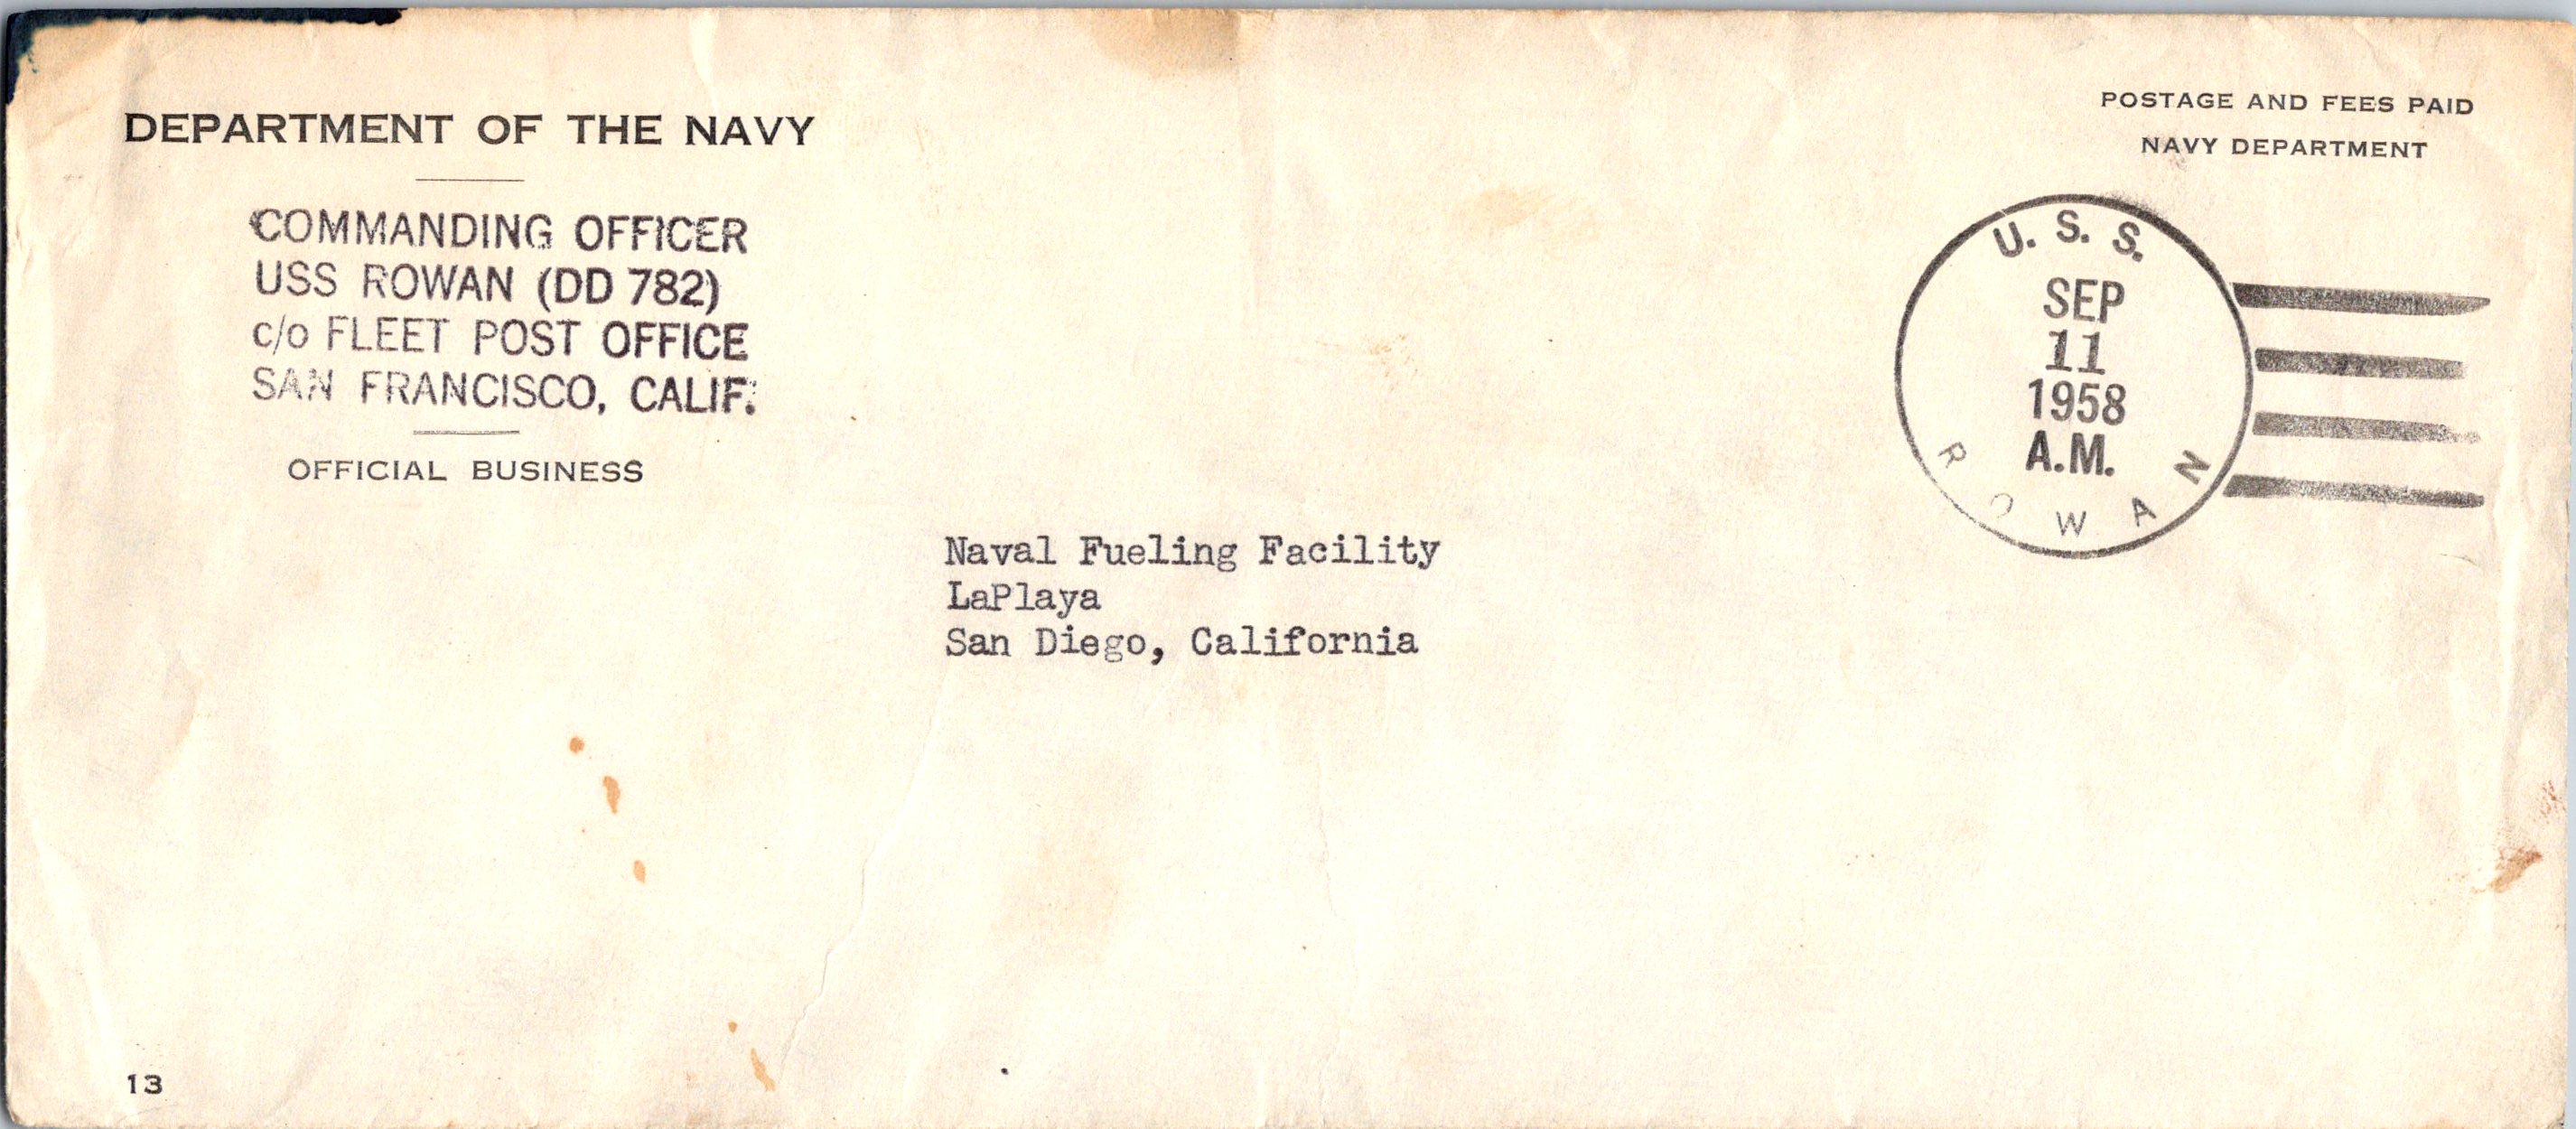 DEPARTMENT OF THE NAVY
COMMANDING OFFICER
USS ROWAN (DD 782)
c/o FLEET POST OFFICE
SAN FRANCISCO, CALIF.
OFFICIAL BUSINESS
POSTAGE AND FEES PAID
NAVY DEPARTMENT
U. S. S.
SEP
11
1958
A.M.
ROWAN
Naval Fueling Facility
LaPlaya
San Diego, California
13